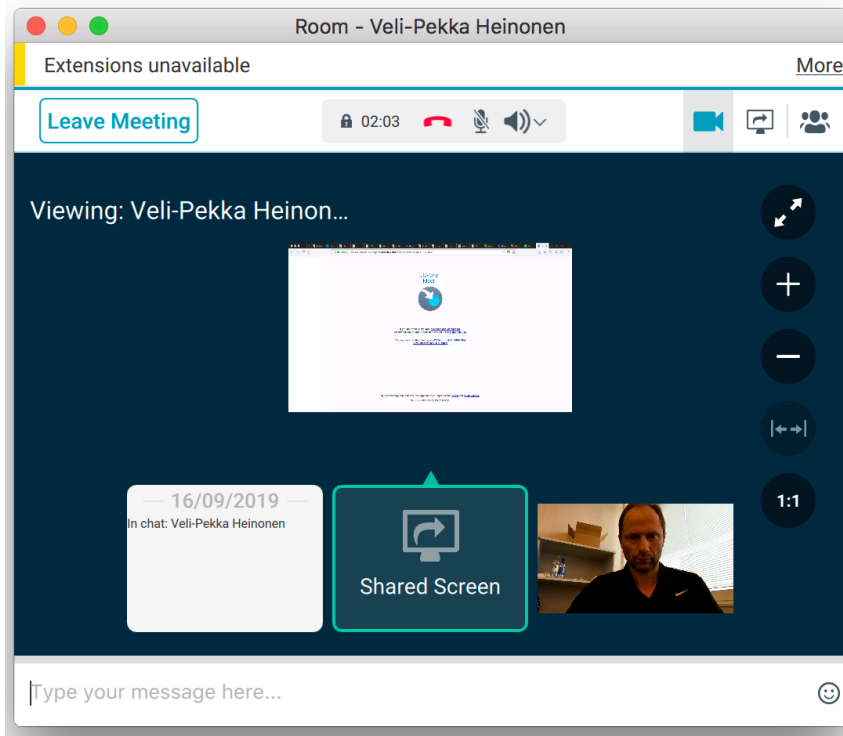 Room - Veli-Pekka Heinonen
Extensions unavailable
More
Leave Meeting
02:03
Viewing: Veli-Pekka Heinon...
1:1
16/09/2019
In chat: Veli-Pekka Heinonen
Shared Screen
Type your message here...